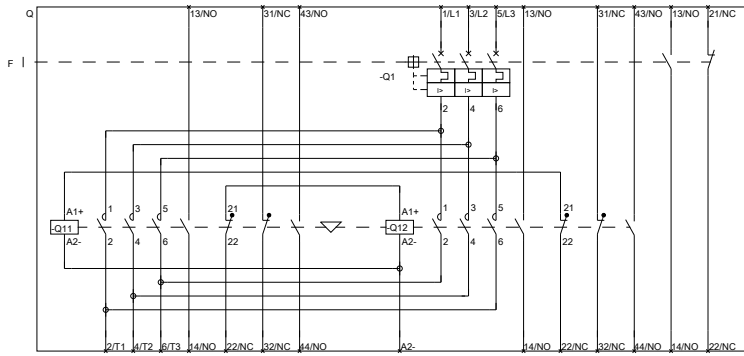 Q
13/NO 31/NC 43/NO 1/L1 3/L2 5/L3 13/NO 31/NC 43/NO 13/NO 21/NC
F
-Q1
I> I> I>
2 4 6
A1+ 1 3 5 21 A1+ 1 3 5 21
-Q11 -Q12
A2- 2 4 6 22 A2- 2 4 6 22
2/T1 4/T2 6/T3 14/NO 22/NC 32/NC 44/NO A2- 14/NO 22/NC 32/NC 44/NO 14/NO 22/NC